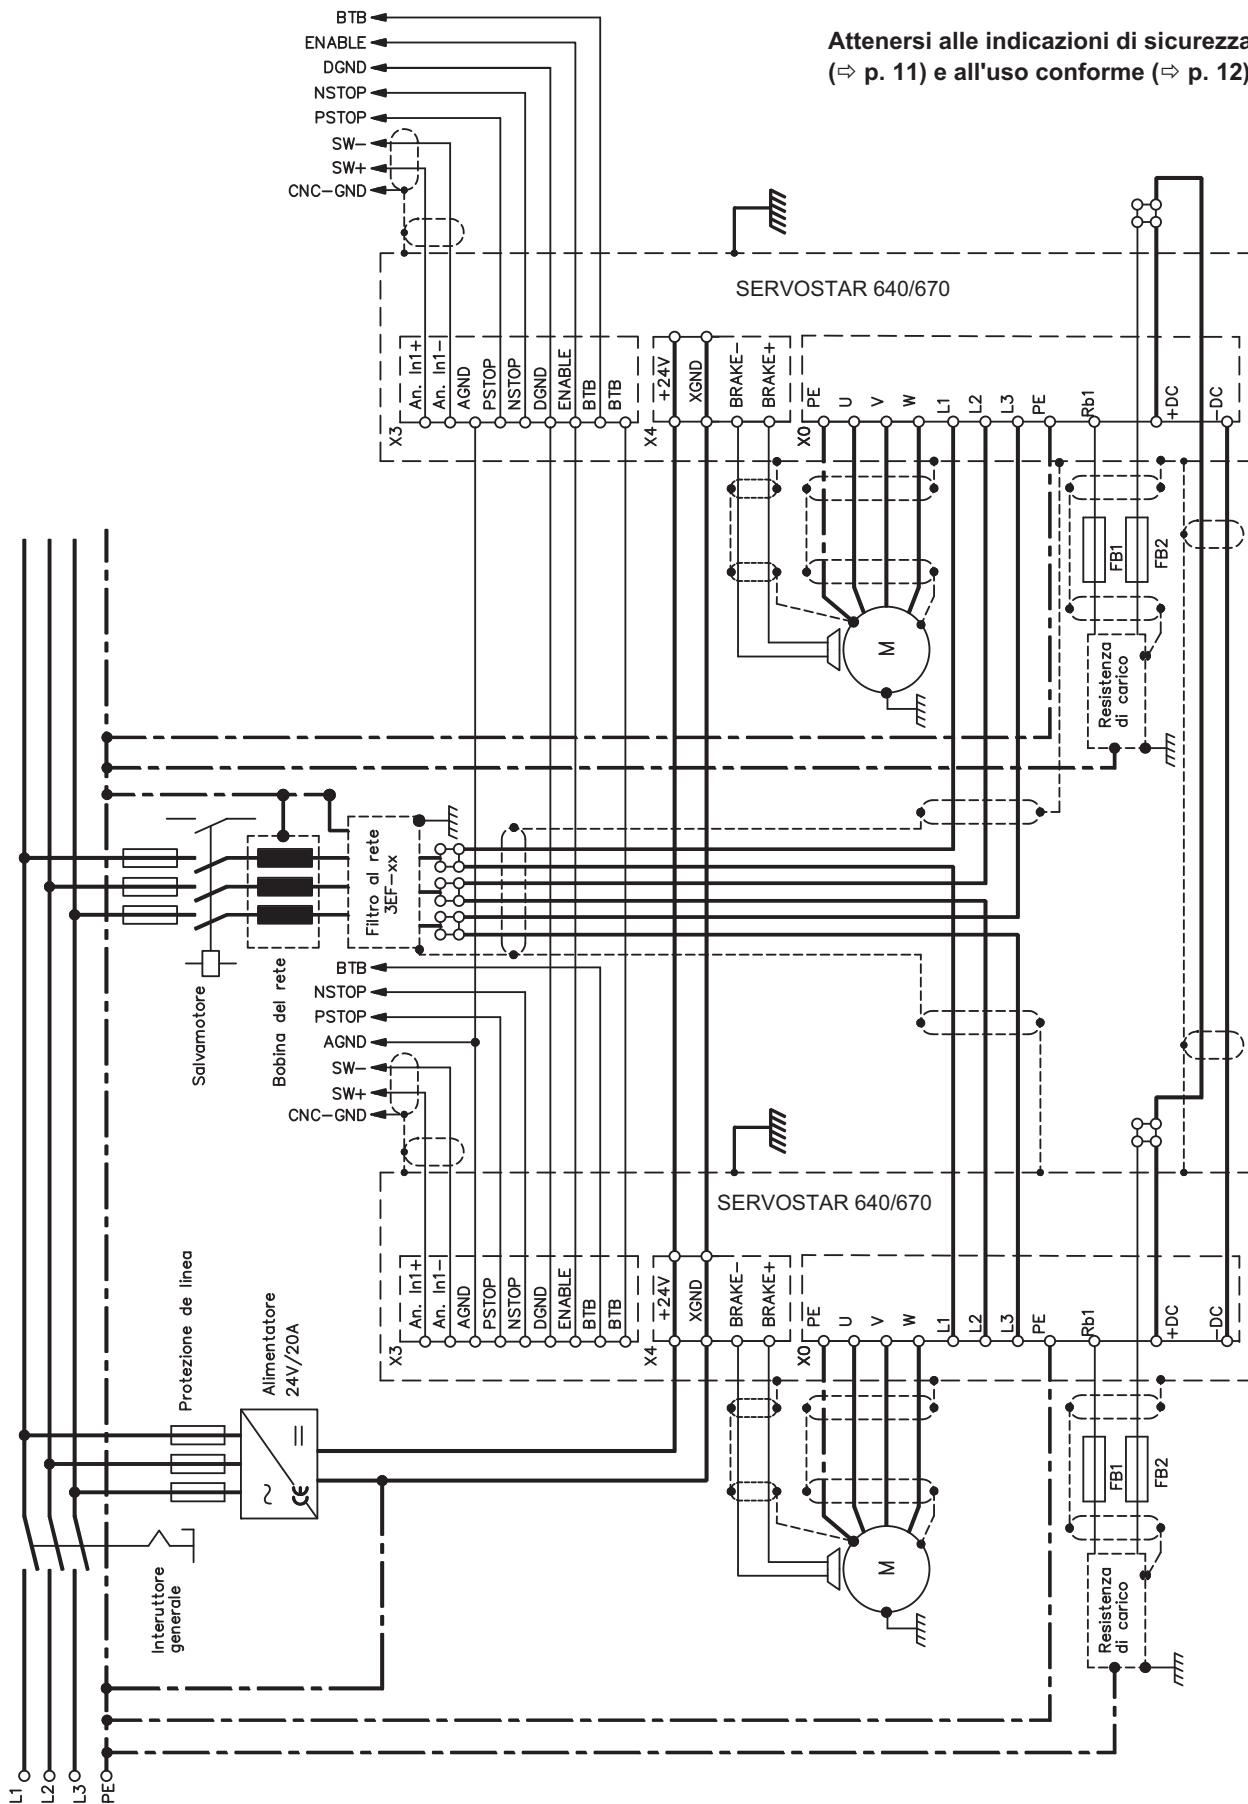 BTB
ENABLE
DGND
NSTOP
PSTOP
SW-
SW+
CNC-GND
Attenersi alle indicazioni di sicurezza
(⇨ p. 11) e all'uso conforme (⇨ p. 12)
SERVOSTAR 640/670
X3
An. In1+
An. In1-
AGND
PSTOP
NSTOP
DGND
ENABLE
BTB
BTB
X4
+24V
XGND
BRAKE-
BRAKE+
X0
PE
U
V
W
L1
L2
L3
PE
Rb1
+DC
-DC
FB1
FB2
M
Resistenza
di carico
Salvamotore
Bobina del rete
Filtro al rete
3EF-xx
BTB
NSTOP
PSTOP
AGND
SW-
SW+
CNC-GND
SERVOSTAR 640/670
X3
An. In1+
An. In1-
AGND
PSTOP
NSTOP
DGND
ENABLE
BTB
BTB
X4
+24V
XGND
BRAKE-
BRAKE+
X0
PE
U
V
W
L1
L2
L3
PE
Rb1
+DC
-DC
FB1
FB2
M
Resistenza
di carico
Protezione de linea
Alimentatore
24V/20A
CE
Interuttore
generale
L1
L2
L3
PE